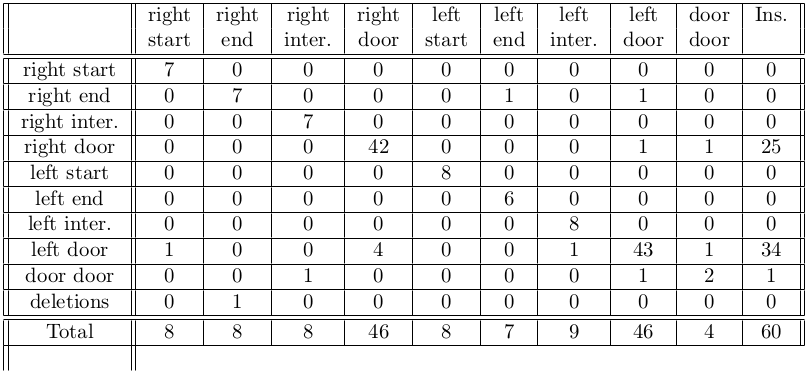 right right right right left left left left door Ins.
start end inter. door start end inter. door door
right start 7 0 0 0 0 0 0 0 0 0
right end 0 7 0 0 0 1 0 1 0 0
right inter. 0 0 7 0 0 0 0 0 0 0
right door 0 0 0 42 0 0 0 1 1 25
left start 0 0 0 0 8 0 0 0 0 0
left end 0 0 0 0 0 6 0 0 0 0
left inter. 0 0 0 0 0 0 8 0 0 0
left door 1 0 0 4 0 0 1 43 1 34
door door 0 0 1 0 0 0 0 1 2 1
deletions 0 1 0 0 0 0 0 0 0 0
Total 8 8 8 46 8 7 9 46 4 60